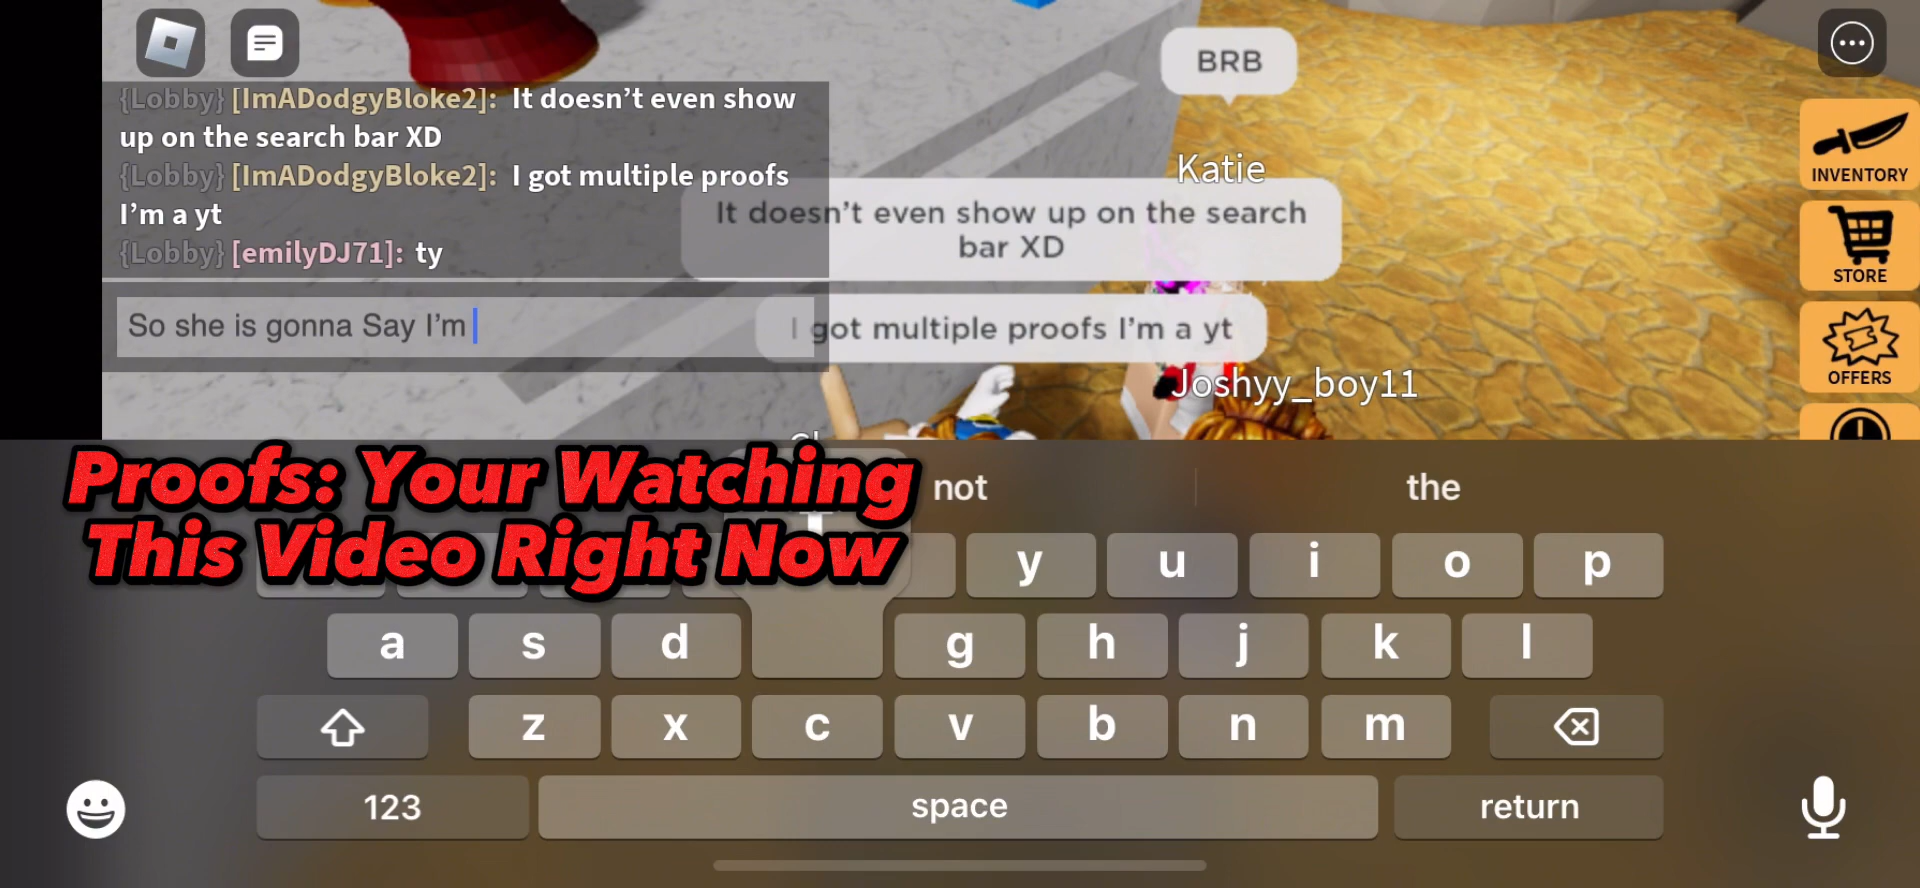 BRB
{Lobby} [ImADodgyBloke2]: It doesn't even show
up on the search bar XD
{Lobby} [ImADodgyBloke2]: I got multiple proofs
I'm a yt
{Lobby} [emilyDJ71]: ty
So she is gonna Say I'm
Katie
It doesn't even show up on the search
bar XD
I got multiple proofs I'm a yt
Joshyy_boy11
INVENTORY
STORE
OFFERS
Proofs: Your Watching
This Video Right Now
not the
y u i o p
a s d g h j k l
z x c v b n m
123 space return